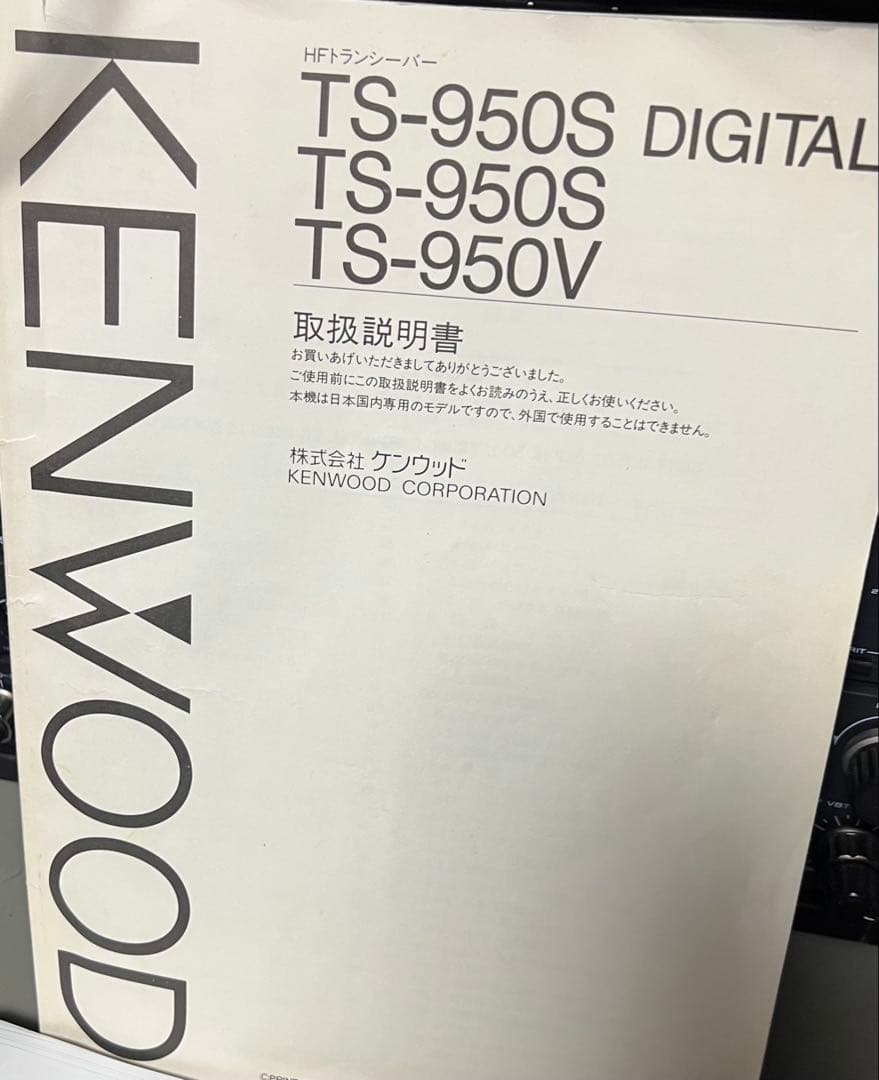 KENWOOD
HFトランシーバー
TS-950S DIGITAL
TS-950S
TS-950V
取扱説明書
お買いあげいただきましてありがとうございました。
ご使用前にこの取扱説明書をよくお読みのうえ、正しくお使いください。
本機は日本国内専用のモデルですので、外国で使用することはできません。
株式会社 ケンウッド
KENWOOD CORPORATION
VBT